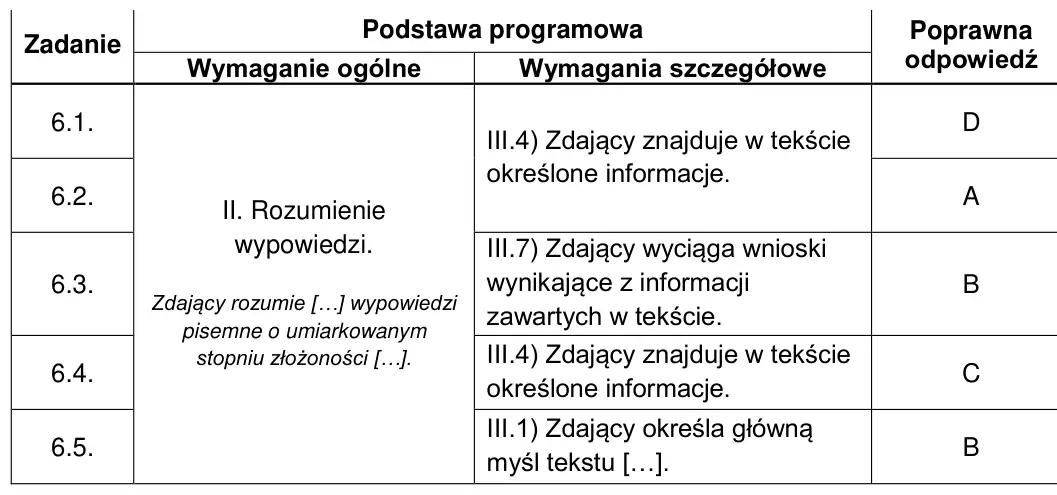 Zadanie
Podstawa programowa
Poprawna
odpowiedź
Wymaganie ogólne
Wymagania szczegółowe
6.1.
II. Rozumienie
wypowiedzi.
Zdający rozumie […] wypowiedzi
pisemne o umiarkowanym
stopniu złożoności […].
III.4) Zdający znajduje w tekście
określone informacje.
D
6.2.
A
6.3.
III.7) Zdający wyciąga wnioski
wynikające z informacji
zawartych w tekście.
B
6.4.
III.4) Zdający znajduje w tekście
określone informacje.
C
6.5.
III.1) Zdający określa główną
myśl tekstu […].
B